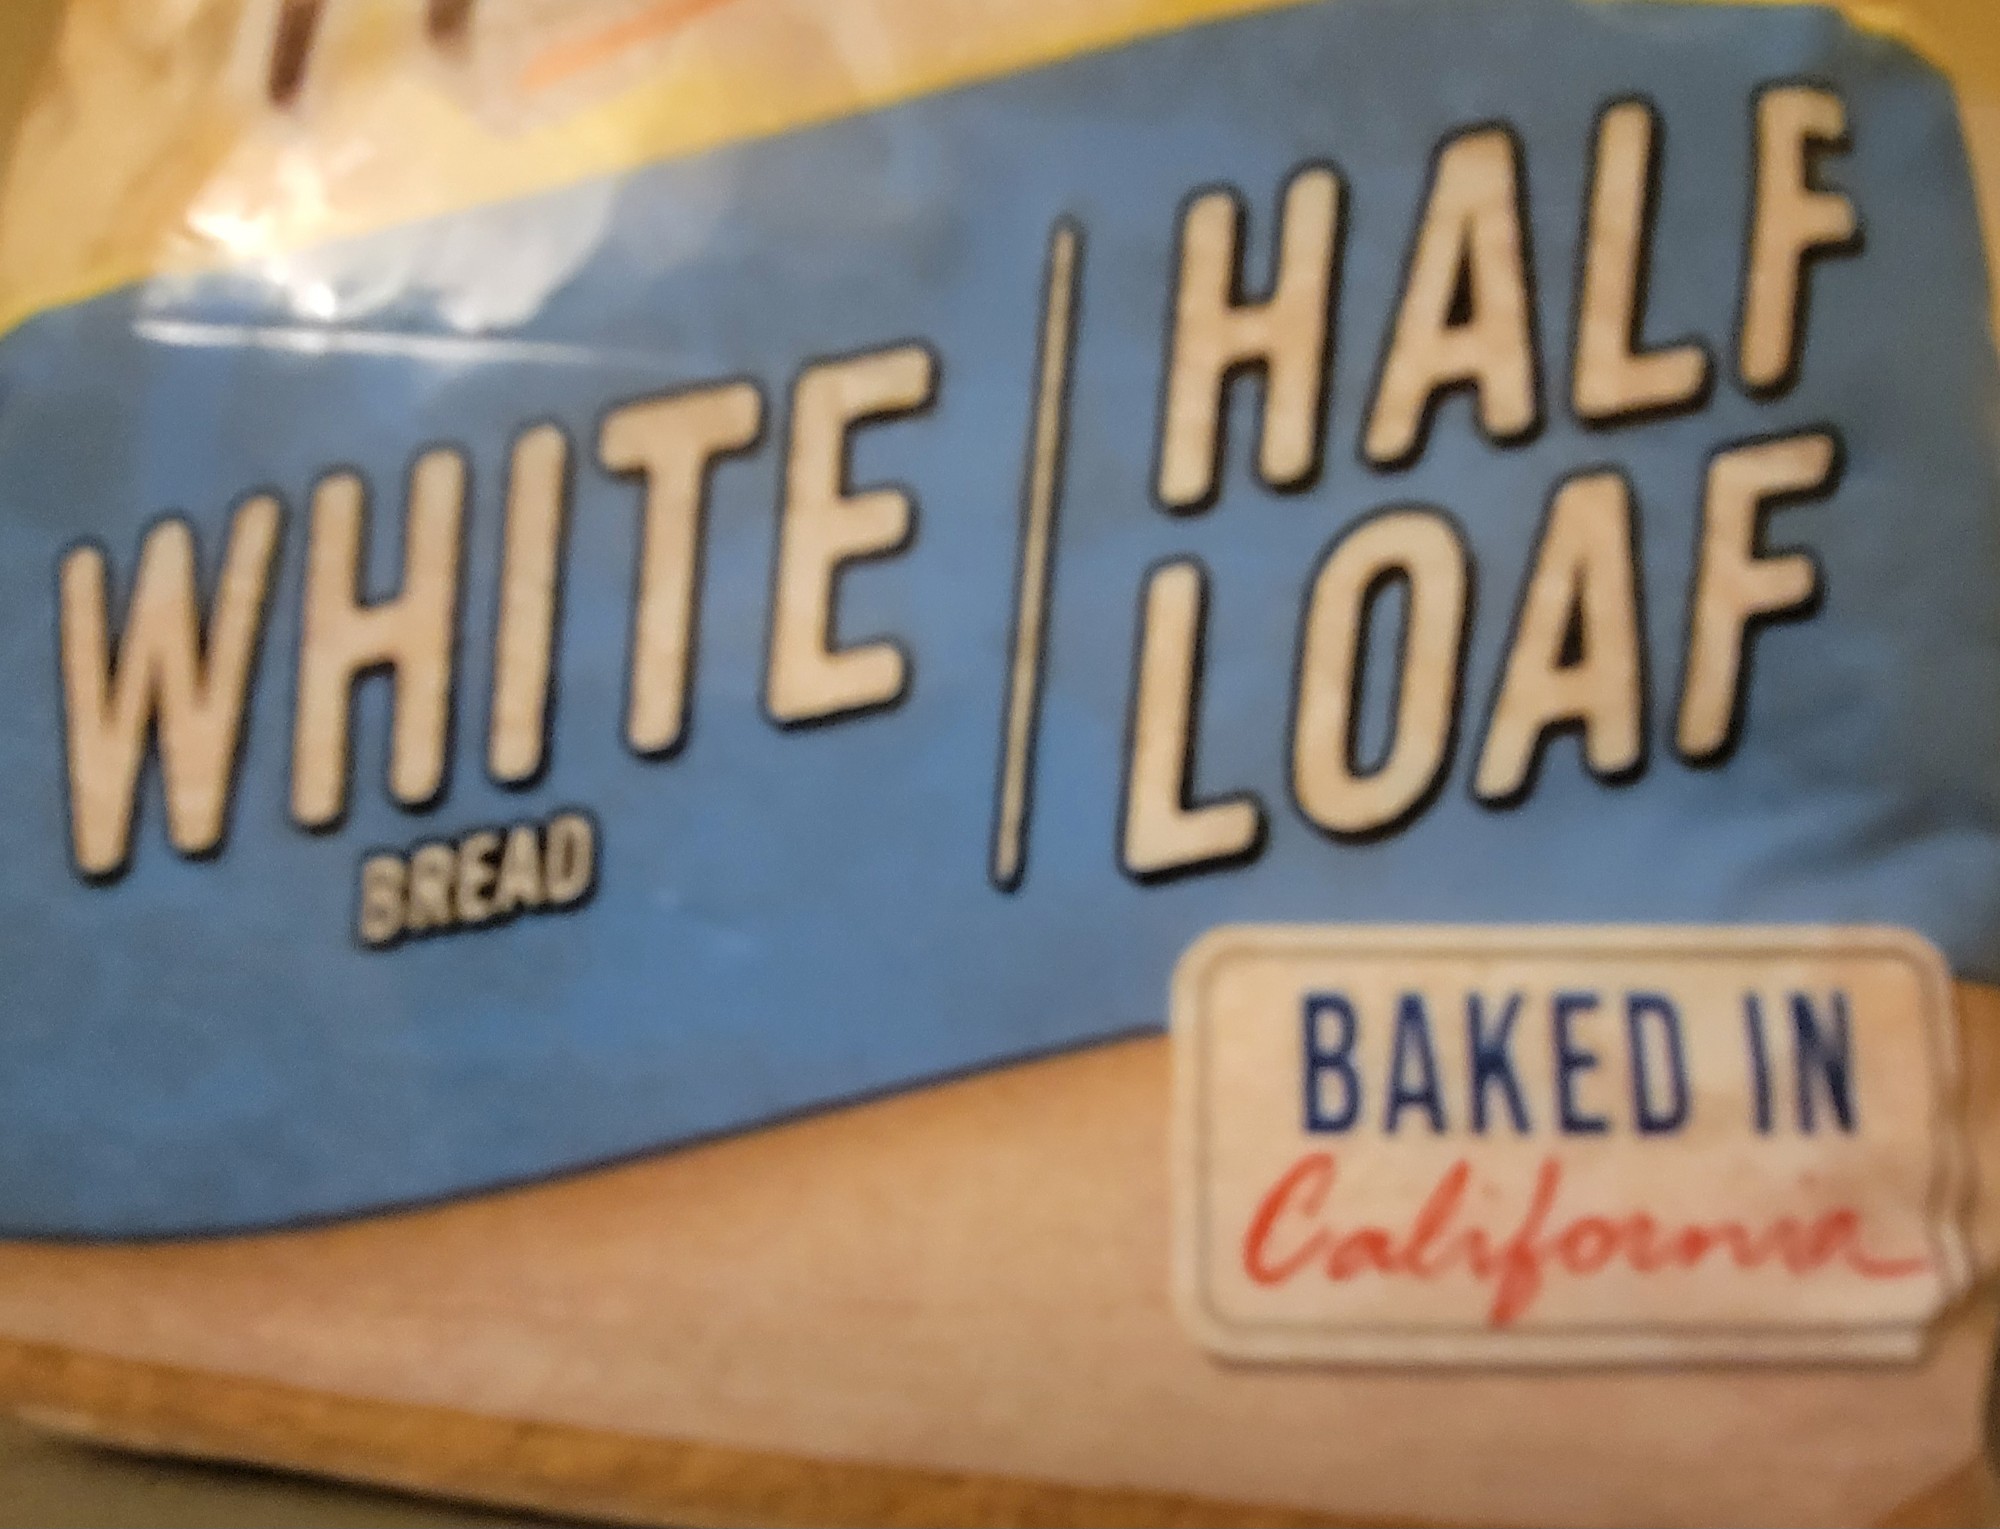 WHITE
BREAD
HALF
LOAF
BAKED IN
California